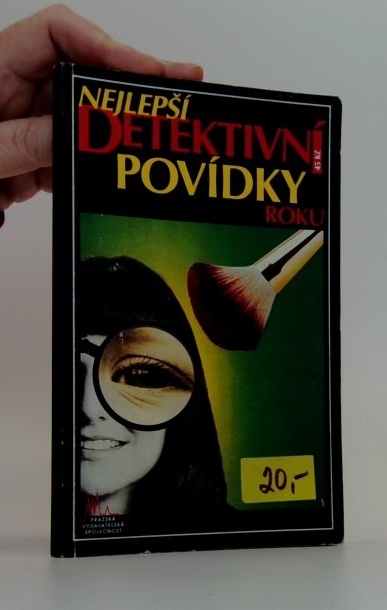 NEJLEPŠÍ
DETEKTIVNÍ
45 Kč
POVÍDKY
ROKU
20,-
PRAŽSKÁ
VYDAVATELSKÁ
SPOLEČNOST